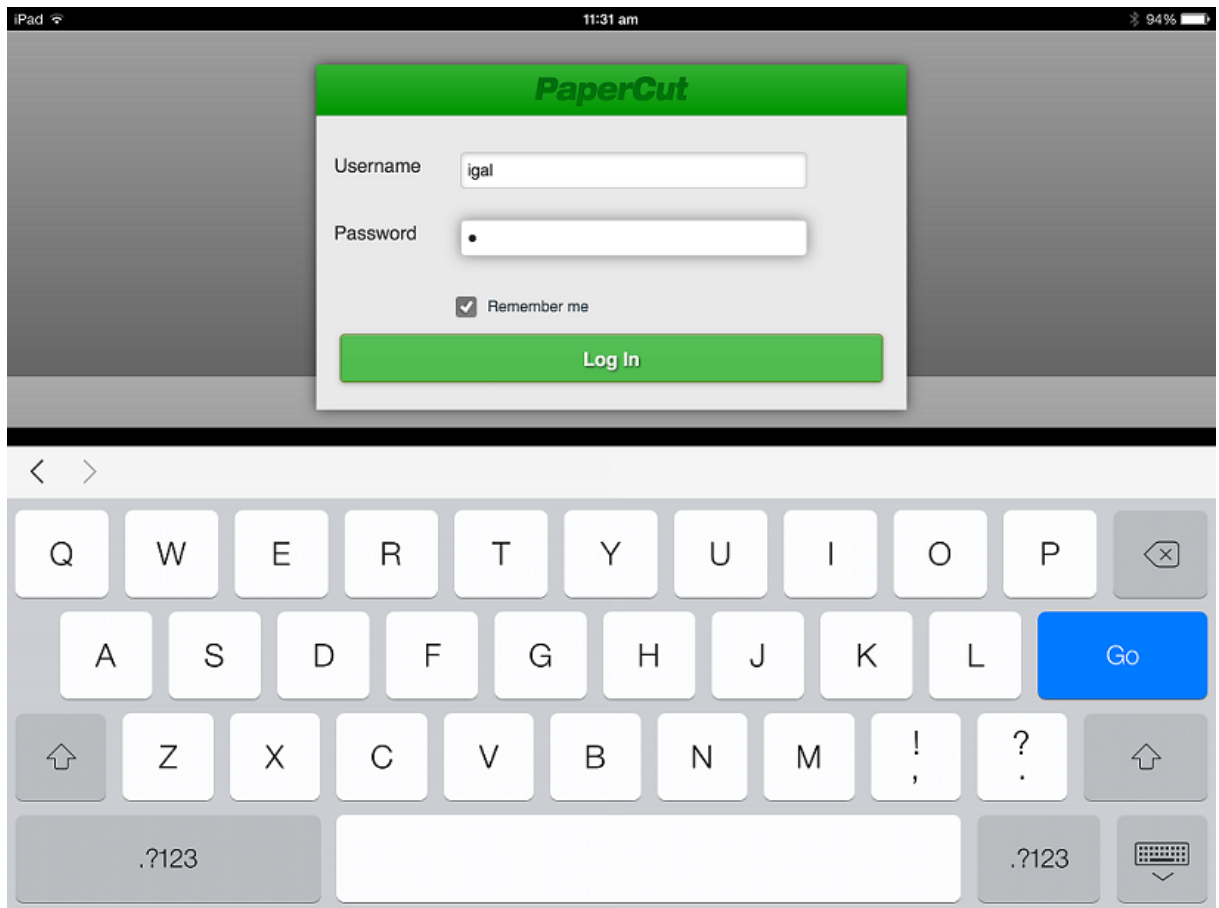 iPad 11:31 am 94%
PaperCut
Username igal
Password •
Remember me
Log In
Q W E R T Y U I O P
A S D F G H J K L Go
Z X C V B N M ! , ? .
.?123 .?123